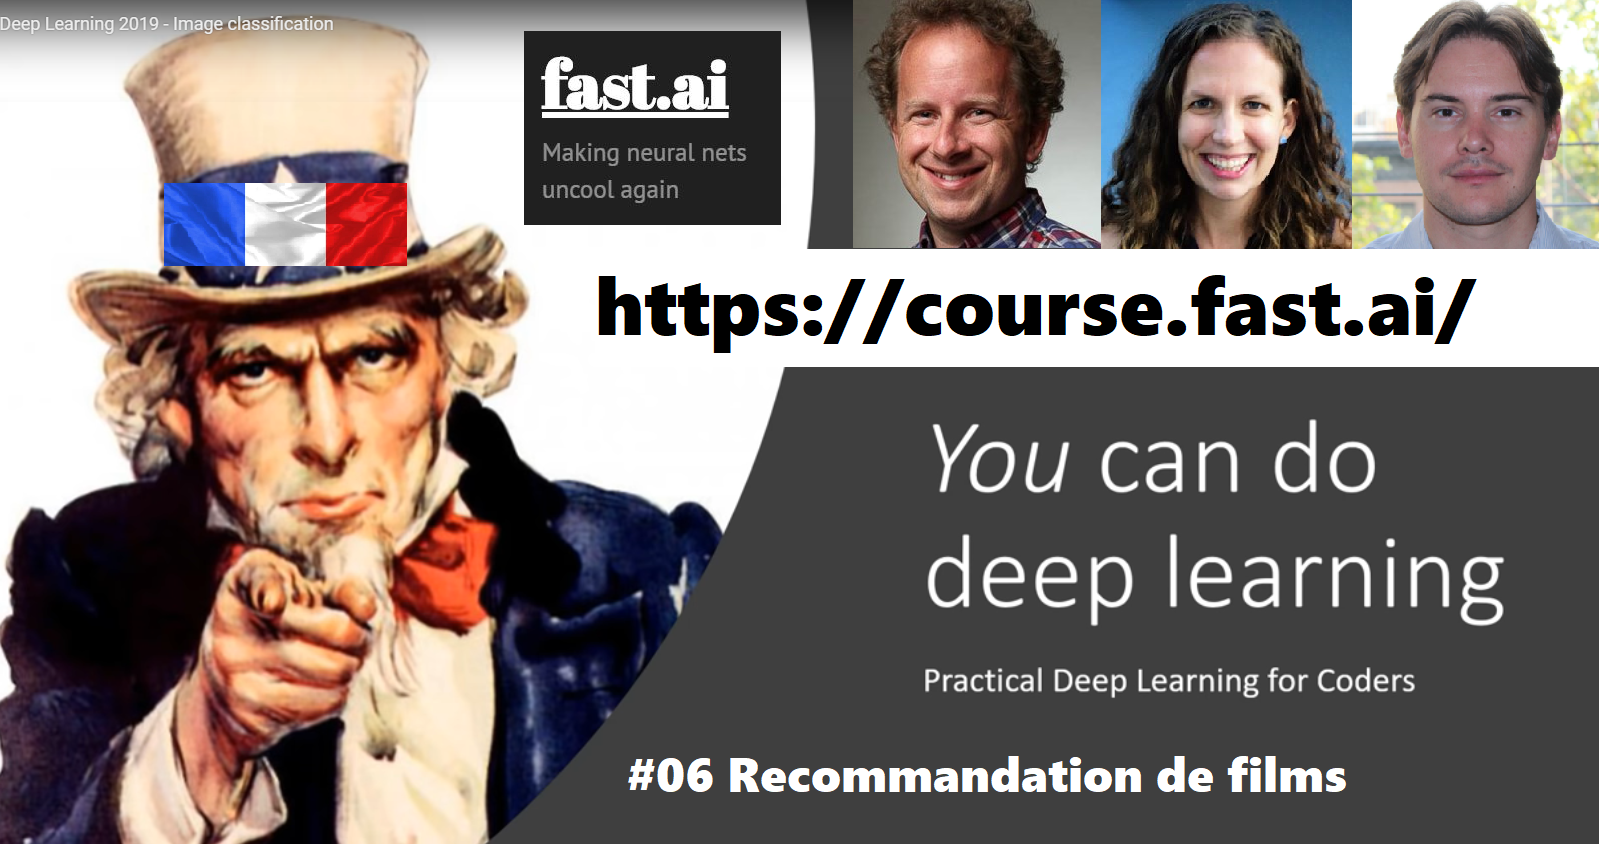 Deep Learning 2019 - Image classification
fast.ai
Making neural nets
uncool again
https://course.fast.ai/
You can do
deep learning
Practical Deep Learning for Coders
#06 Recommandation de films